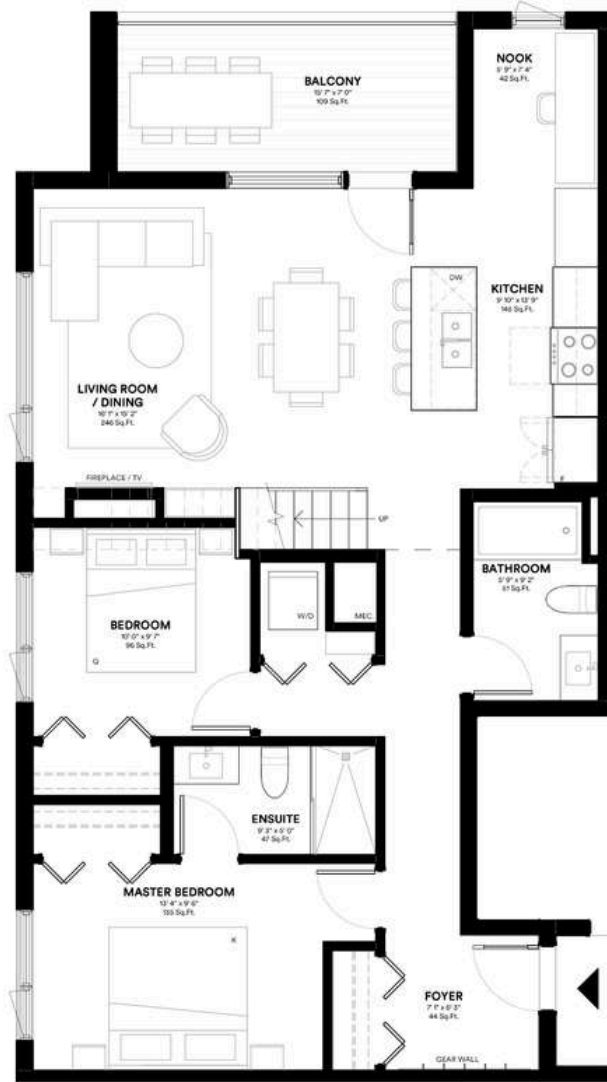 NOOK
5' 9" x 7' 4"
42 Sq.Ft.
BALCONY
15' 7" x 7' 0"
109 Sq.Ft.
DW
KITCHEN
9' 10" x 13' 9"
146 Sq.Ft.
LIVING ROOM
/ DINING
16' 1" x 15' 2"
246 Sq.Ft.
FIREPLACE / TV
F
UP
BATHROOM
5' 9" x 9' 2"
51 Sq.Ft.
W/D
MEC
BEDROOM
10' 0" x 9' 7"
96 Sq.Ft.
Q
ENSUITE
9' 3" x 5' 0"
47 Sq.Ft.
MASTER BEDROOM
13' 4" x 9' 6"
135 Sq.Ft.
K
FOYER
7' 1" x 6' 3"
44 Sq.Ft.
GEAR WALL